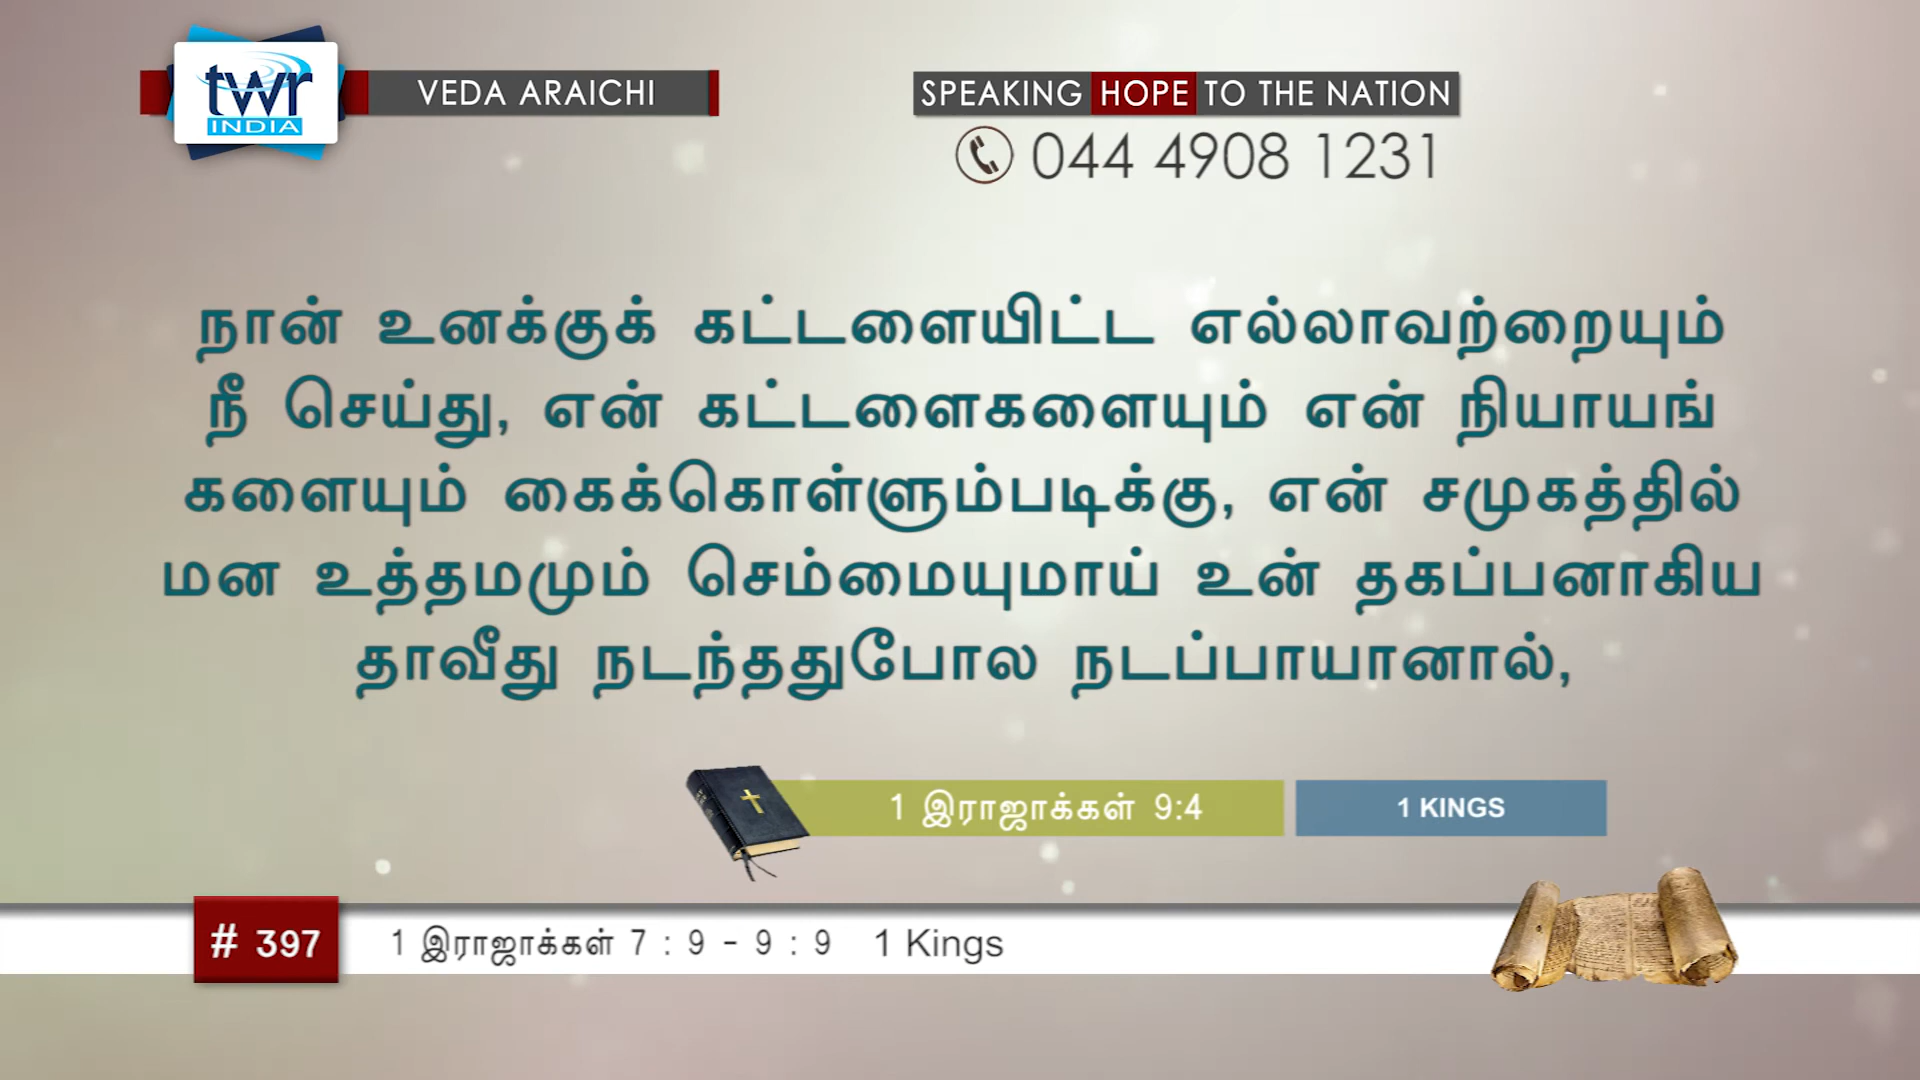 twr
INDIA
VEDA ARAICHI
SPEAKING HOPE TO THE NATION
044 4908 1231
நான் உனக்குக் கட்டளையிட்ட எல்லாவற்றையும்
நீ செய்து, என் கட்டளைகளையும் என் நியாயங்
களையும் கைக்கொள்ளும்படிக்கு, என் சமுகத்தில்
மன உத்தமமும் செம்மையுமாய் உன் தகப்பனாகிய
தாவீது நடந்ததுபோல நடப்பாயானால்,
1 இராஜாக்கள் 9:4
1 KINGS
# 397
1 இராஜாக்கள் 7 : 9 - 9 : 9 1 Kings